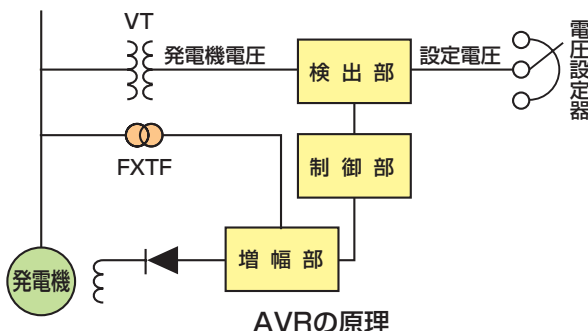 VT
発電機電圧
検出部
設定電圧
電圧設定器
FXTF
制御部
発電機
増幅部
AVRの原理